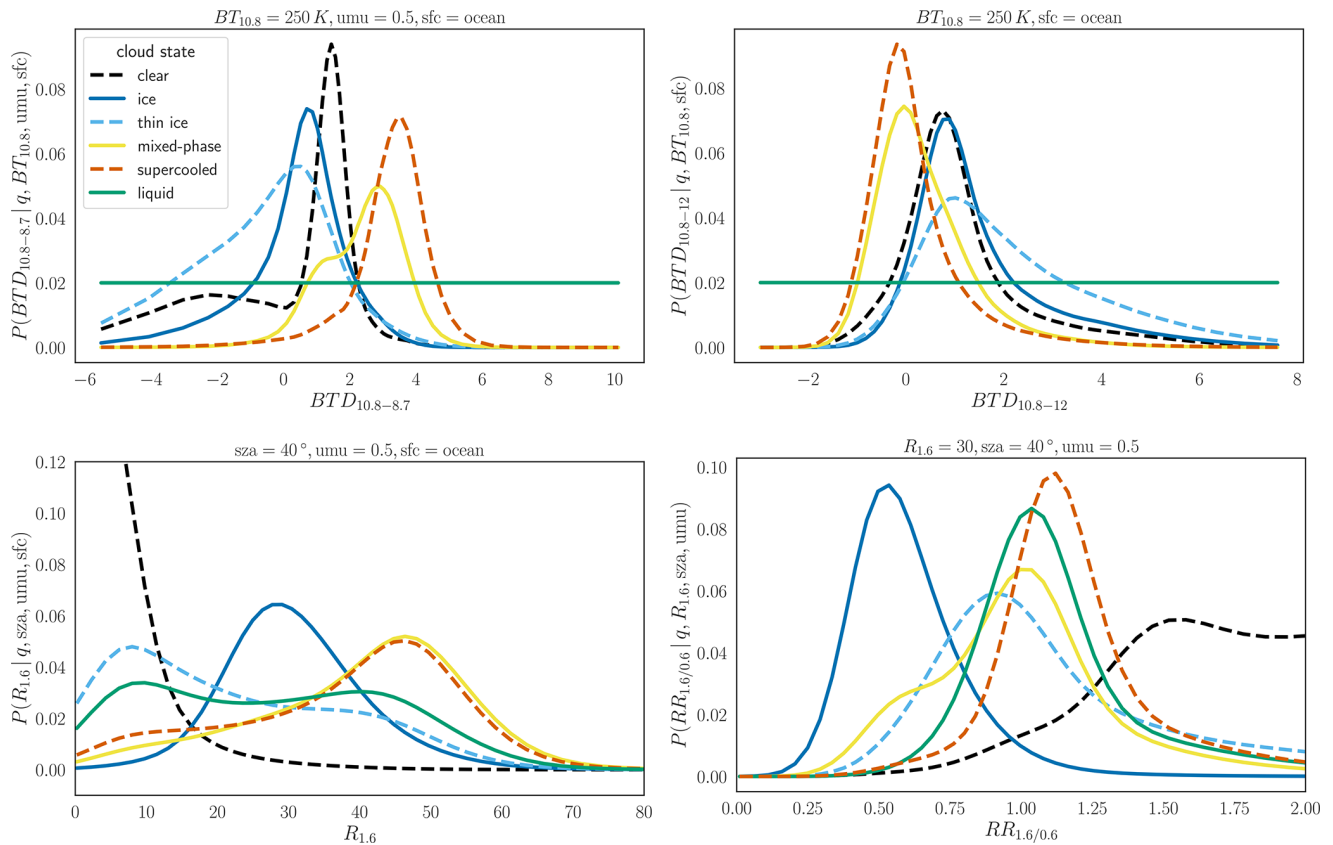 BT₁₀.₈ = 250 K, umu = 0.5, sfc = ocean
P(BTD₁₀.₈₋₈.₇ | q, BT₁₀.₈, umu, sfc)
0.08
0.06
0.04
0.02
0.00
cloud state
clear
ice
thin ice
mixed-phase
supercooled
liquid
−6 −4 −2 0 2 4 6 8 10
BTD₁₀.₈₋₈.₇
BT₁₀.₈ = 250 K, sfc = ocean
P(BTD₁₀.₈₋₁₂ | q, BT₁₀.₈, sfc)
0.08
0.06
0.04
0.02
0.00
−2 0 2 4 6 8
BTD₁₀.₈₋₁₂
sza = 40°, umu = 0.5, sfc = ocean
P(R₁.₆ | q, sza, umu, sfc)
0.12
0.10
0.08
0.06
0.04
0.02
0.00
0 10 20 30 40 50 60 70 80
R₁.₆
R₁.₆ = 30, sza = 40°, umu = 0.5
P(RR₁.₆/₀.₆ | q, R₁.₆, sza, umu)
0.10
0.08
0.06
0.04
0.02
0.00
0.00 0.25 0.50 0.75 1.00 1.25 1.50 1.75 2.00
RR₁.₆/₀.₆